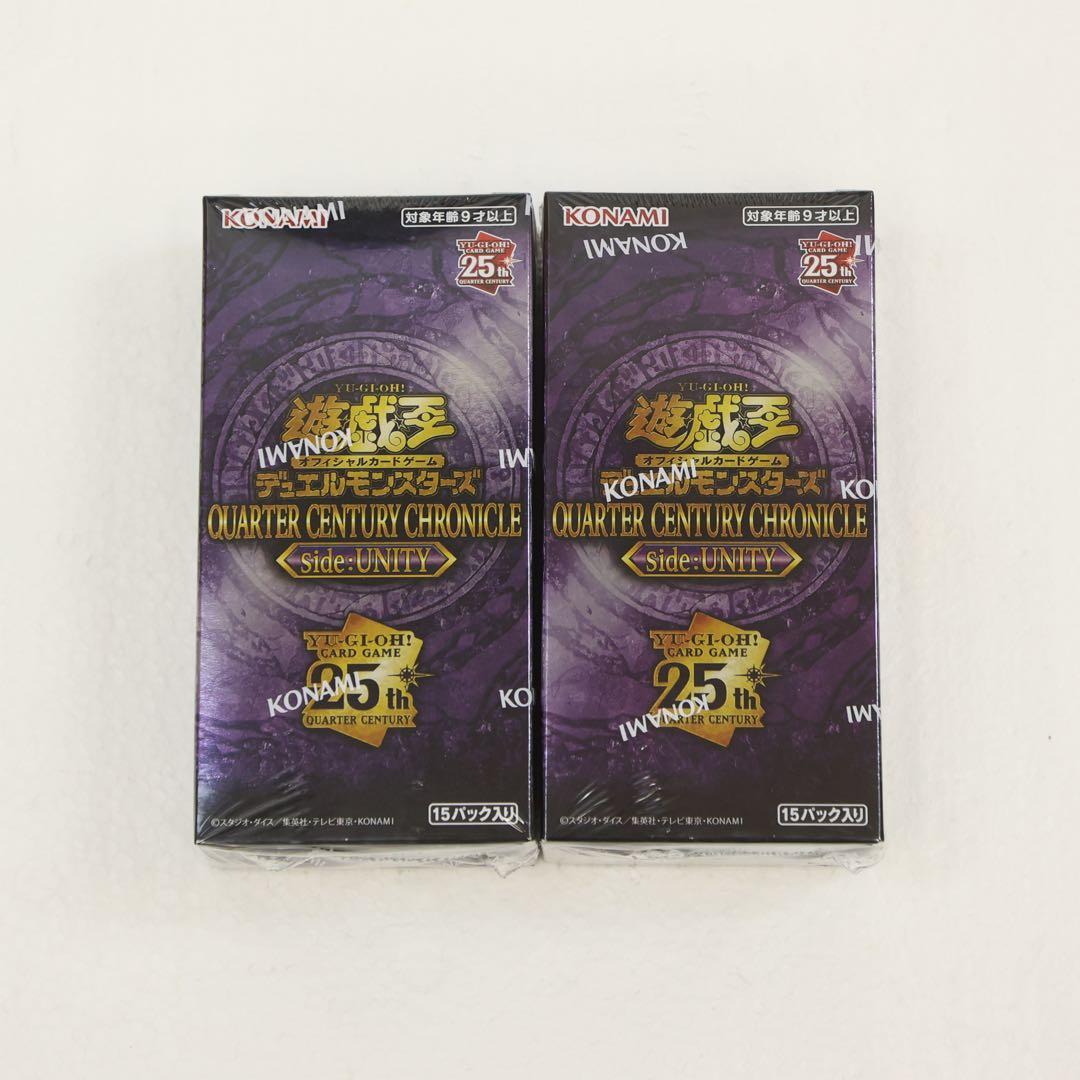 KONAMI
KONAMI
対象年齢9才以上
YU-GI-OH!
CARD GAME
25th
QUARTER CENTURY
YU-GI-OH!
遊戯王
オフィシャルカードゲーム
デュエルモンスターズ
KONAMI
QUARTER CENTURY CHRONICLE
side:UNITY
YU-GI-OH!
CARD GAME
25th
QUARTER CENTURY
KONAMI
©スタジオ・ダイス/集英社・テレビ東京・KONAMI
15パック入り
KONAMI
KONAMI
対象年齢9才以上
YU-GI-OH!
CARD GAME
25th
QUARTER CENTURY
YU-GI-OH!
遊戯王
オフィシャルカードゲーム
デュエルモンスターズ
KONAMI
QUARTER CENTURY CHRONICLE
side:UNITY
YU-GI-OH!
CARD GAME
25th
QUARTER CENTURY
KONAMI
©スタジオ・ダイス/集英社・テレビ東京・KONAMI
15パック入り